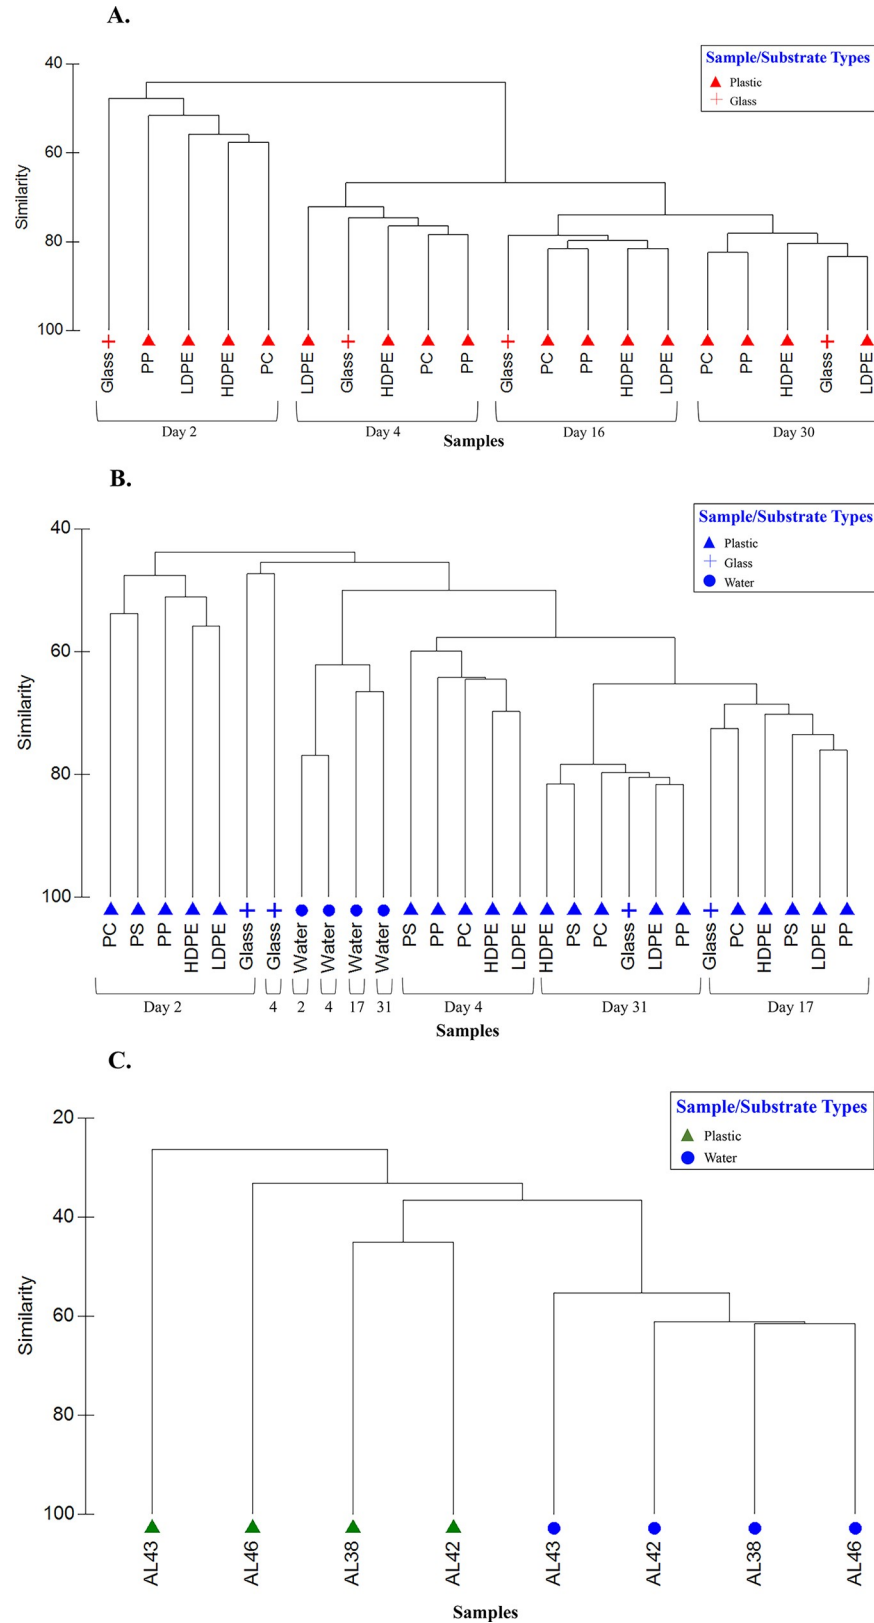 A.
Sample/Substrate Types
Plastic
Glass
Similarity
40
60
80
100
Glass PP LDPE HDPE PC LDPE Glass HDPE PC PP Glass PC PP HDPE LDPE PC PP HDPE Glass LDPE
Day 2 Day 4 Day 16 Day 30
Samples
B.
Sample/Substrate Types
Plastic
Glass
Water
Similarity
40
60
80
100
PC PS PP HDPE LDPE Glass Glass Water Water Water Water PS PP PC HDPE LDPE HDPE PS PC Glass LDPE PP Glass PC HDPE PS LDPE PP
Day 2 4 2 4 17 31 Day 4 Day 31 Day 17
Samples
C.
Sample/Substrate Types
Plastic
Water
Similarity
20
40
60
80
100
AL43 AL46 AL38 AL42 AL43 AL42 AL38 AL46
Samples